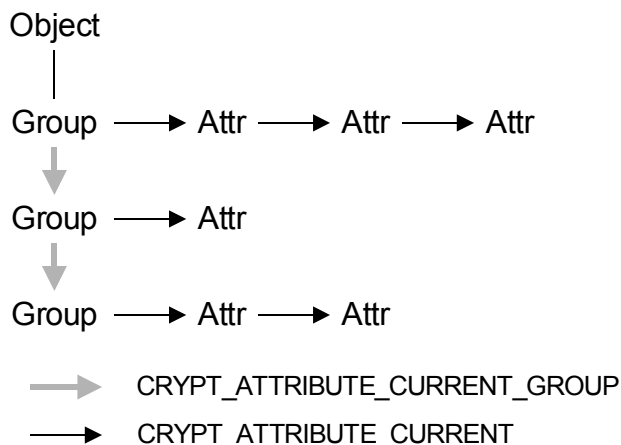 Object
Group Attr Attr Attr
Group Attr
Group Attr Attr
CRYPT_ATTRIBUTE_CURRENT_GROUP
CRYPT_ATTRIBUTE_CURRENT